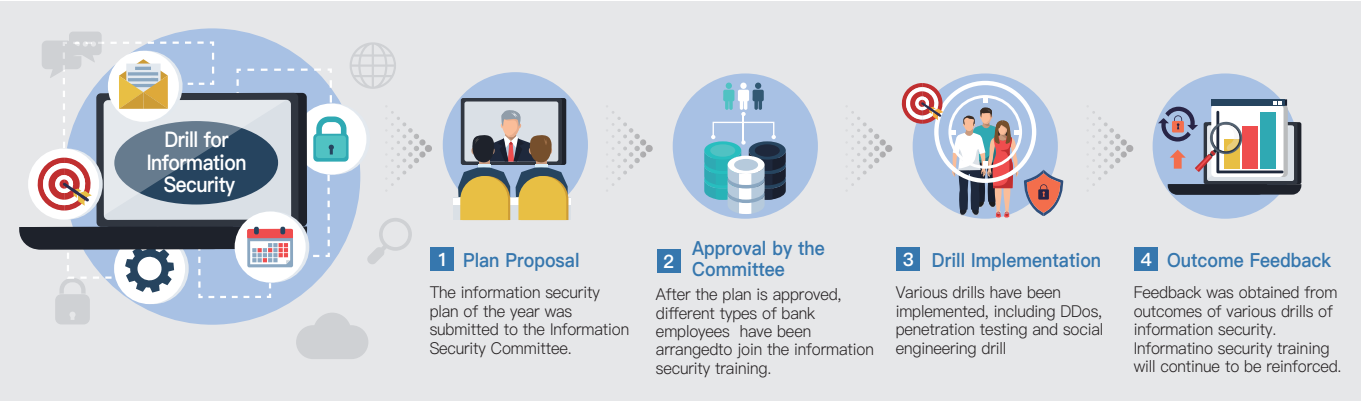 Drill for
Information
Security
1 Plan Proposal
The information security
plan of the year was
submitted to the Information
Security Committee.
2 Approval by the
Committee
After the plan is approved,
different types of bank
employees have been
arrangedto join the information
security training.
3 Drill Implementation
Various drills have been
implemented, including DDos,
penetration testing and social
engineering drill
4 Outcome Feedback
Feedback was obtained from
outcomes of various drills of
information security.
Informatino security training
will continue to be reinforced.